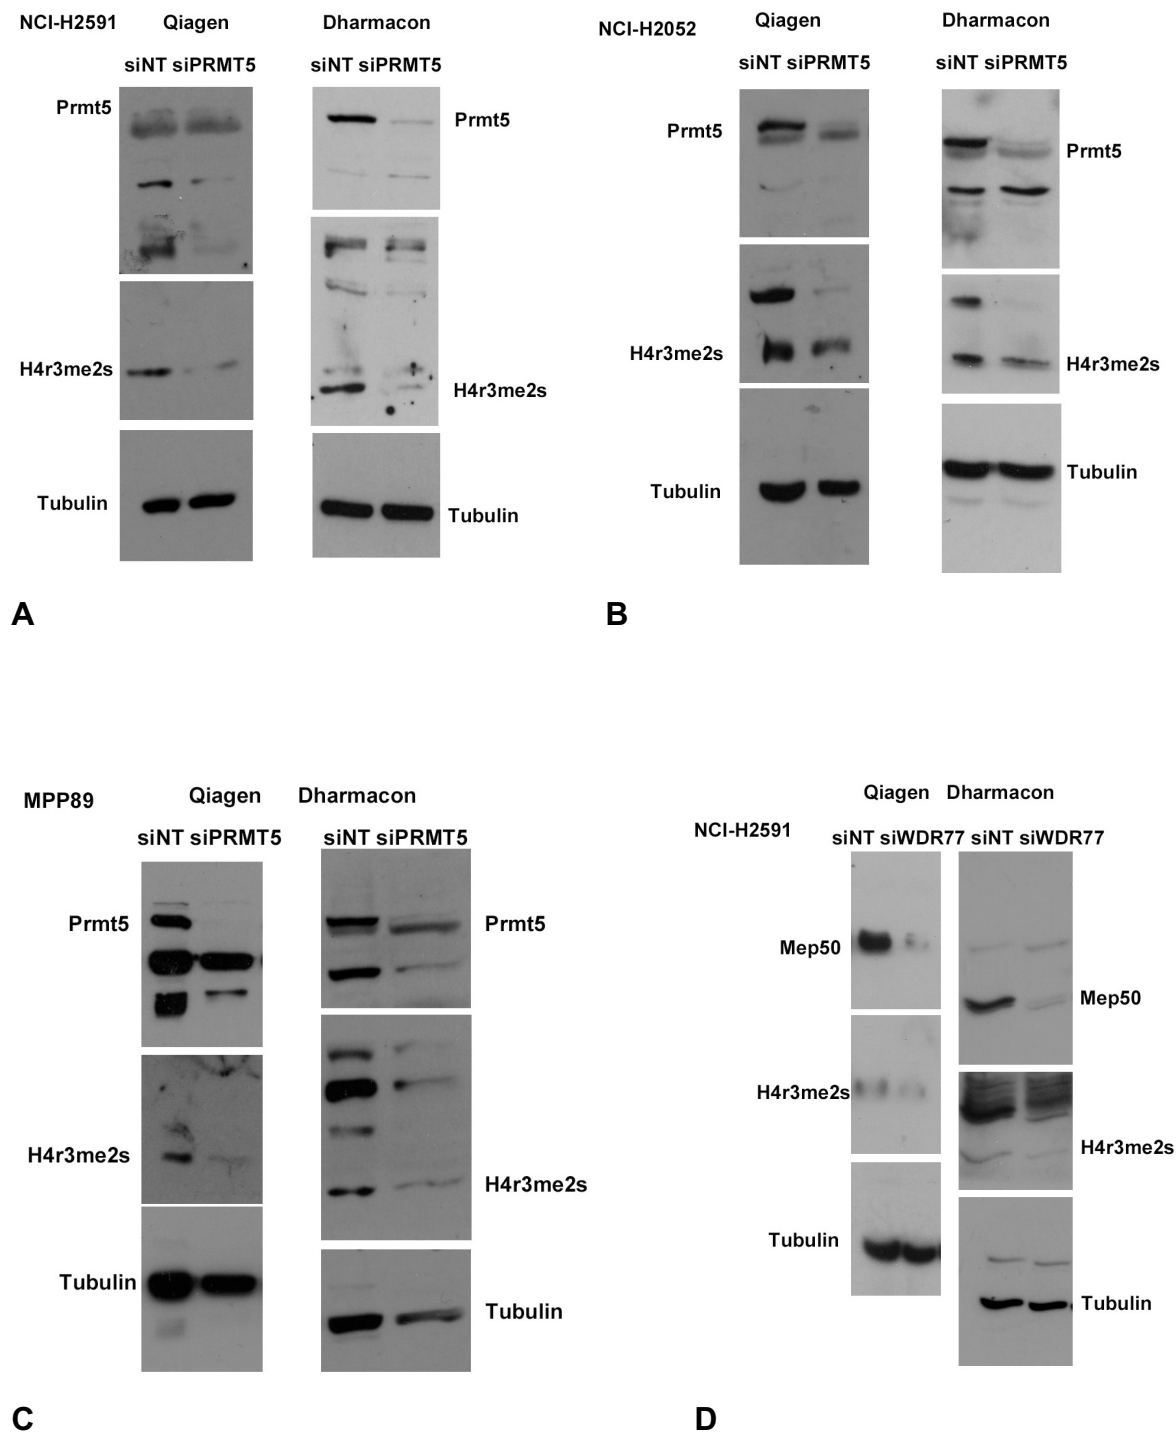 NCI-H2591 Qiagen Dharmacon
siNT siPRMT5 siNT siPRMT5
Prmt5
Prmt5
H4r3me2s
H4r3me2s
Tubulin
Tubulin
A
NCI-H2052 Qiagen Dharmacon
siNT siPRMT5 siNT siPRMT5
Prmt5
Prmt5
H4r3me2s
H4r3me2s
Tubulin
Tubulin
B
MPP89 Qiagen Dharmacon
siNT siPRMT5 siNT siPRMT5
Prmt5
Prmt5
H4r3me2s
H4r3me2s
Tubulin
Tubulin
C
Qiagen Dharmacon
NCI-H2591 siNT siWDR77 siNT siWDR77
Mep50
Mep50
H4r3me2s
H4r3me2s
Tubulin
Tubulin
D